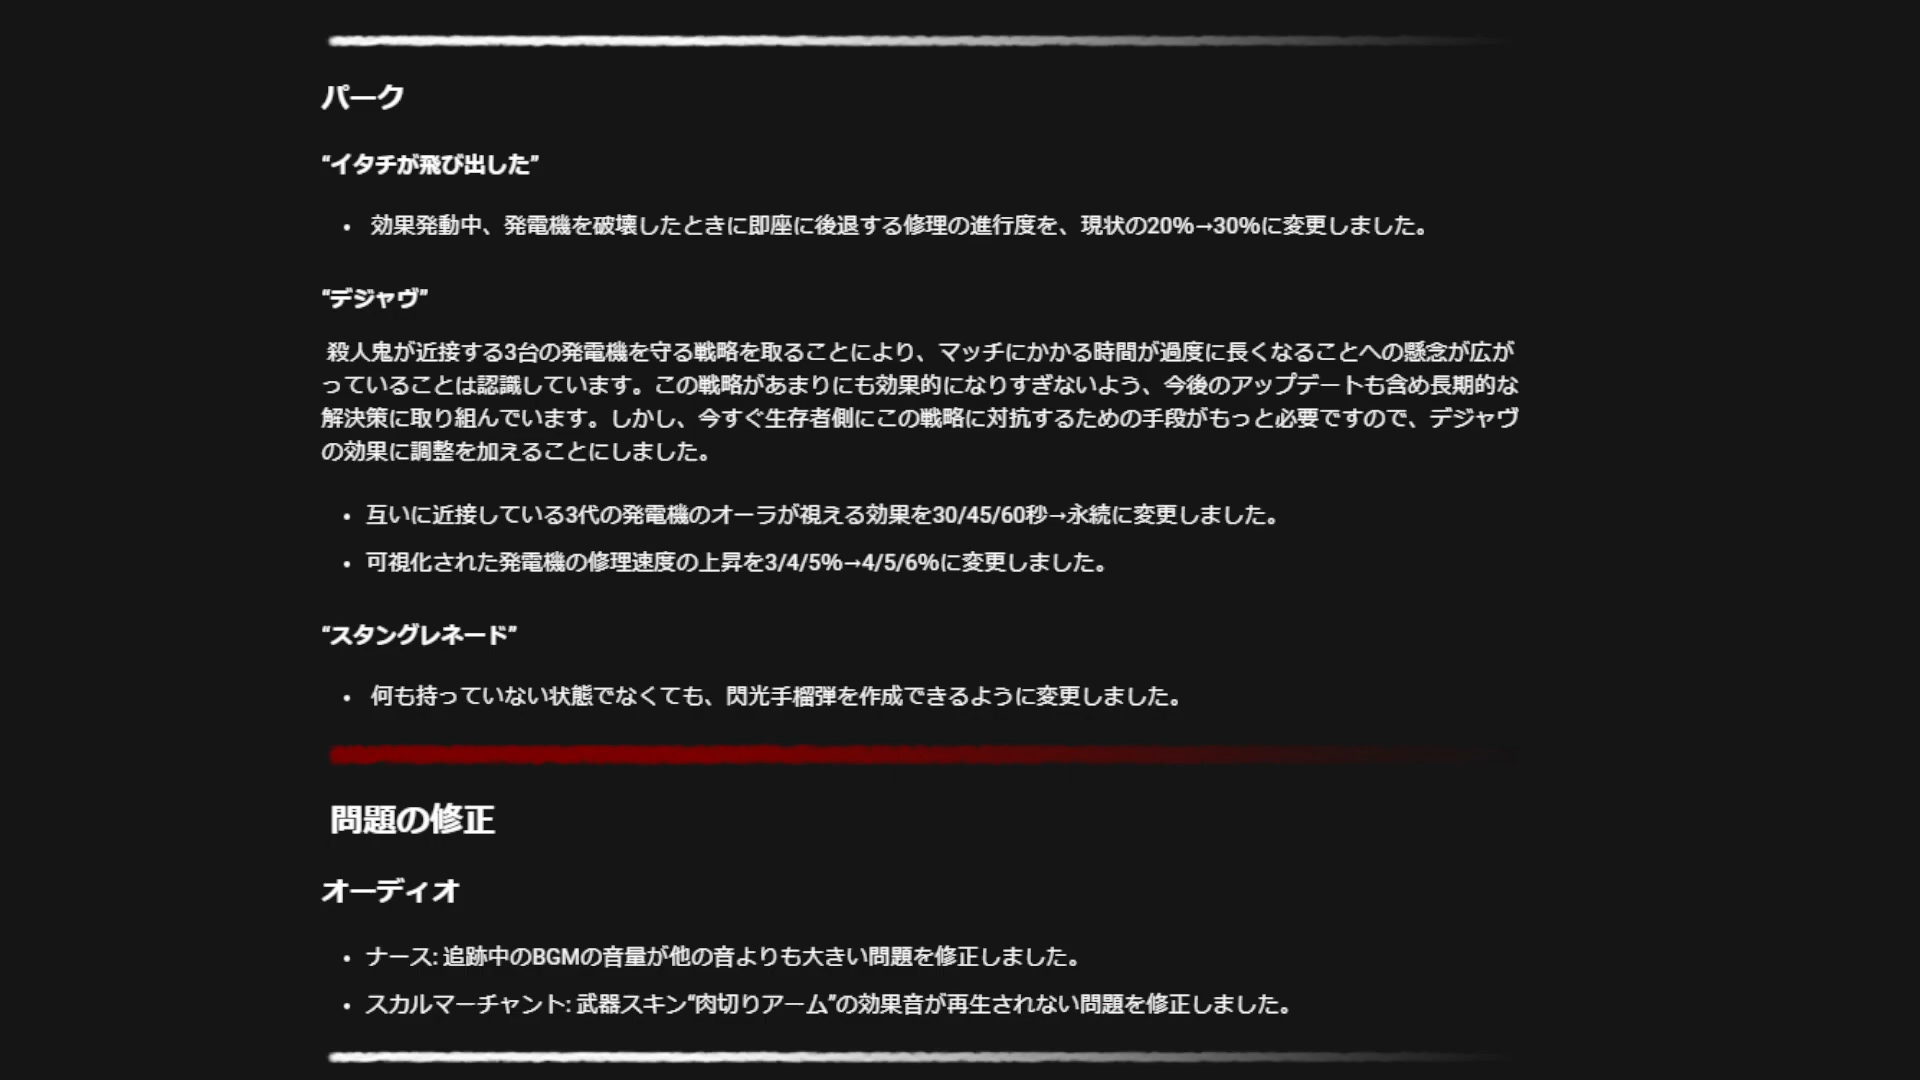 パーク
“イタチが飛び出した”
• 効果発動中、発電機を破壊したときに即座に後退する修理の進行度を、現状の20%→30%に変更しました。
“デジャヴ”
殺人鬼が近接する3台の発電機を守る戦略を取ることにより、マッチにかかる時間が過度に長くなることへの懸念が広が
っていることは認識しています。この戦略があまりにも効果的になりすぎないよう、今後のアップデートも含め長期的な
解決策に取り組んでいます。しかし、今すぐ生存者側にこの戦略に対抗するための手段がもっと必要ですので、デジャヴ
の効果に調整を加えることにしました。
• 互いに近接している3代の発電機のオーラが視える効果を30/45/60秒→永続に変更しました。
• 可視化された発電機の修理速度の上昇を3/4/5%→4/5/6%に変更しました。
“スタングレネード”
• 何も持っていない状態でなくても、閃光手榴弾を作成できるように変更しました。
問題の修正
オーディオ
• ナース: 追跡中のBGMの音量が他の音よりも大きい問題を修正しました。
• スカルマーチャント: 武器スキン“肉切りアーム”の効果音が再生されない問題を修正しました。